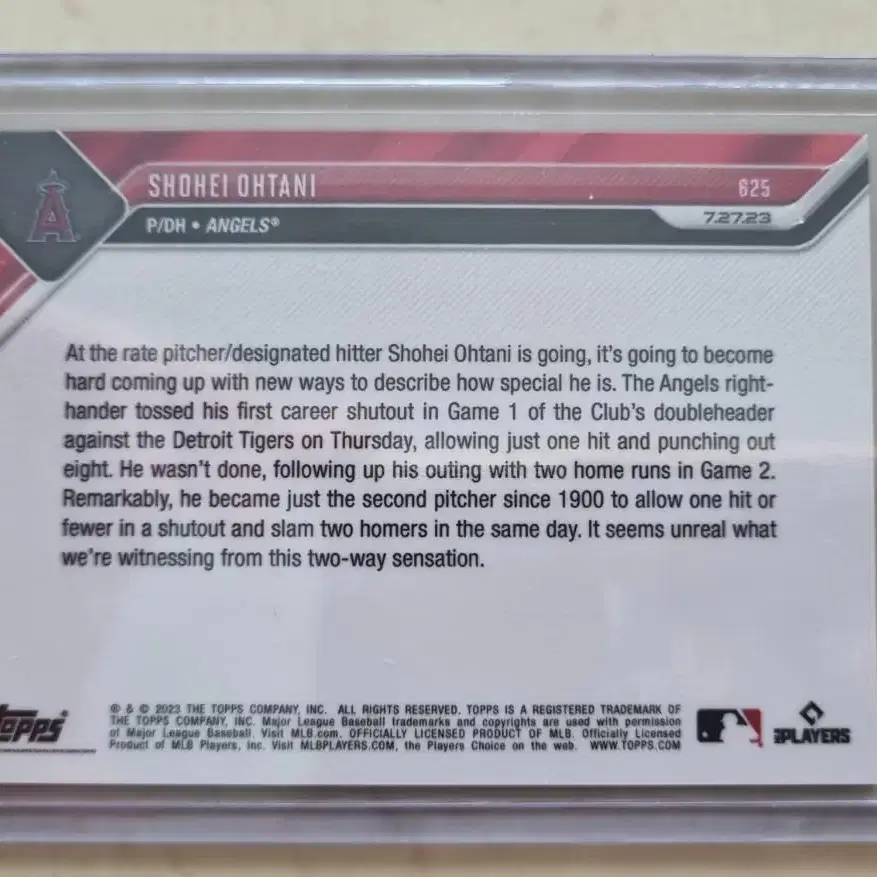 A
SHOHEI OHTANI
625
P/DH • ANGELS®
7.27.23
At the rate pitcher/designated hitter Shohei Ohtani is going, it's going to become
hard coming up with new ways to describe how special he is. The Angels right-
hander tossed his first career shutout in Game 1 of the Club's doubleheader
against the Detroit Tigers on Thursday, allowing just one hit and punching out
eight. He wasn't done, following up his outing with two home runs in Game 2.
Remarkably, he became just the second pitcher since 1900 to allow one hit or
fewer in a shutout and slam two homers in the same day. It seems unreal what
we're witnessing from this two-way sensation.
topps®
® & © 2023 THE TOPPS COMPANY, INC. ALL RIGHTS RESERVED. TOPPS IS A REGISTERED TRADEMARK OF
THE TOPPS COMPANY, INC. Major League Baseball trademarks and copyrights are used with permission
of Major League Baseball. Visit MLB.com. OFFICIALLY LICENSED PRODUCT OF MLB. Officially Licensed
Product of MLB Players, Inc. Visit MLBPLAYERS.COM, the Players Choice on the web. WWW.TOPPS.COM
PLAYERS